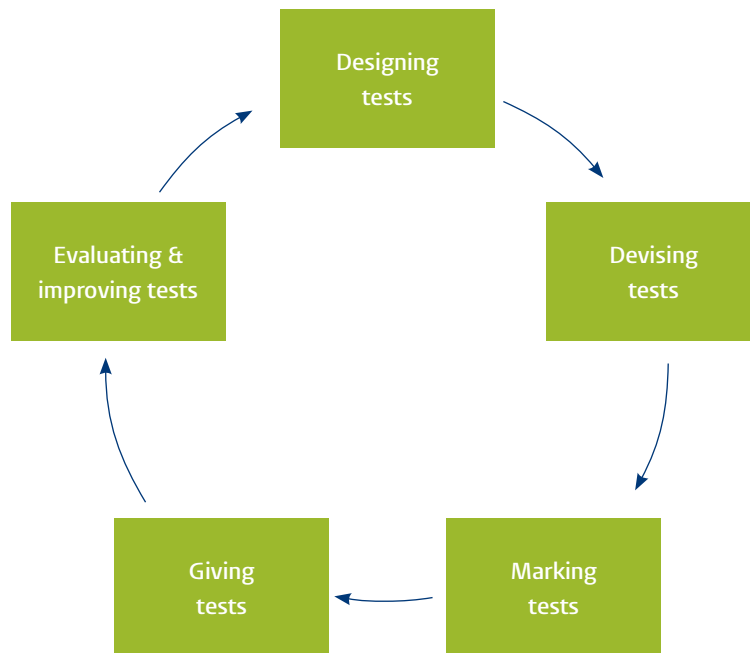 Designing
tests
Devising
tests
Marking
tests
Giving
tests
Evaluating &
improving tests